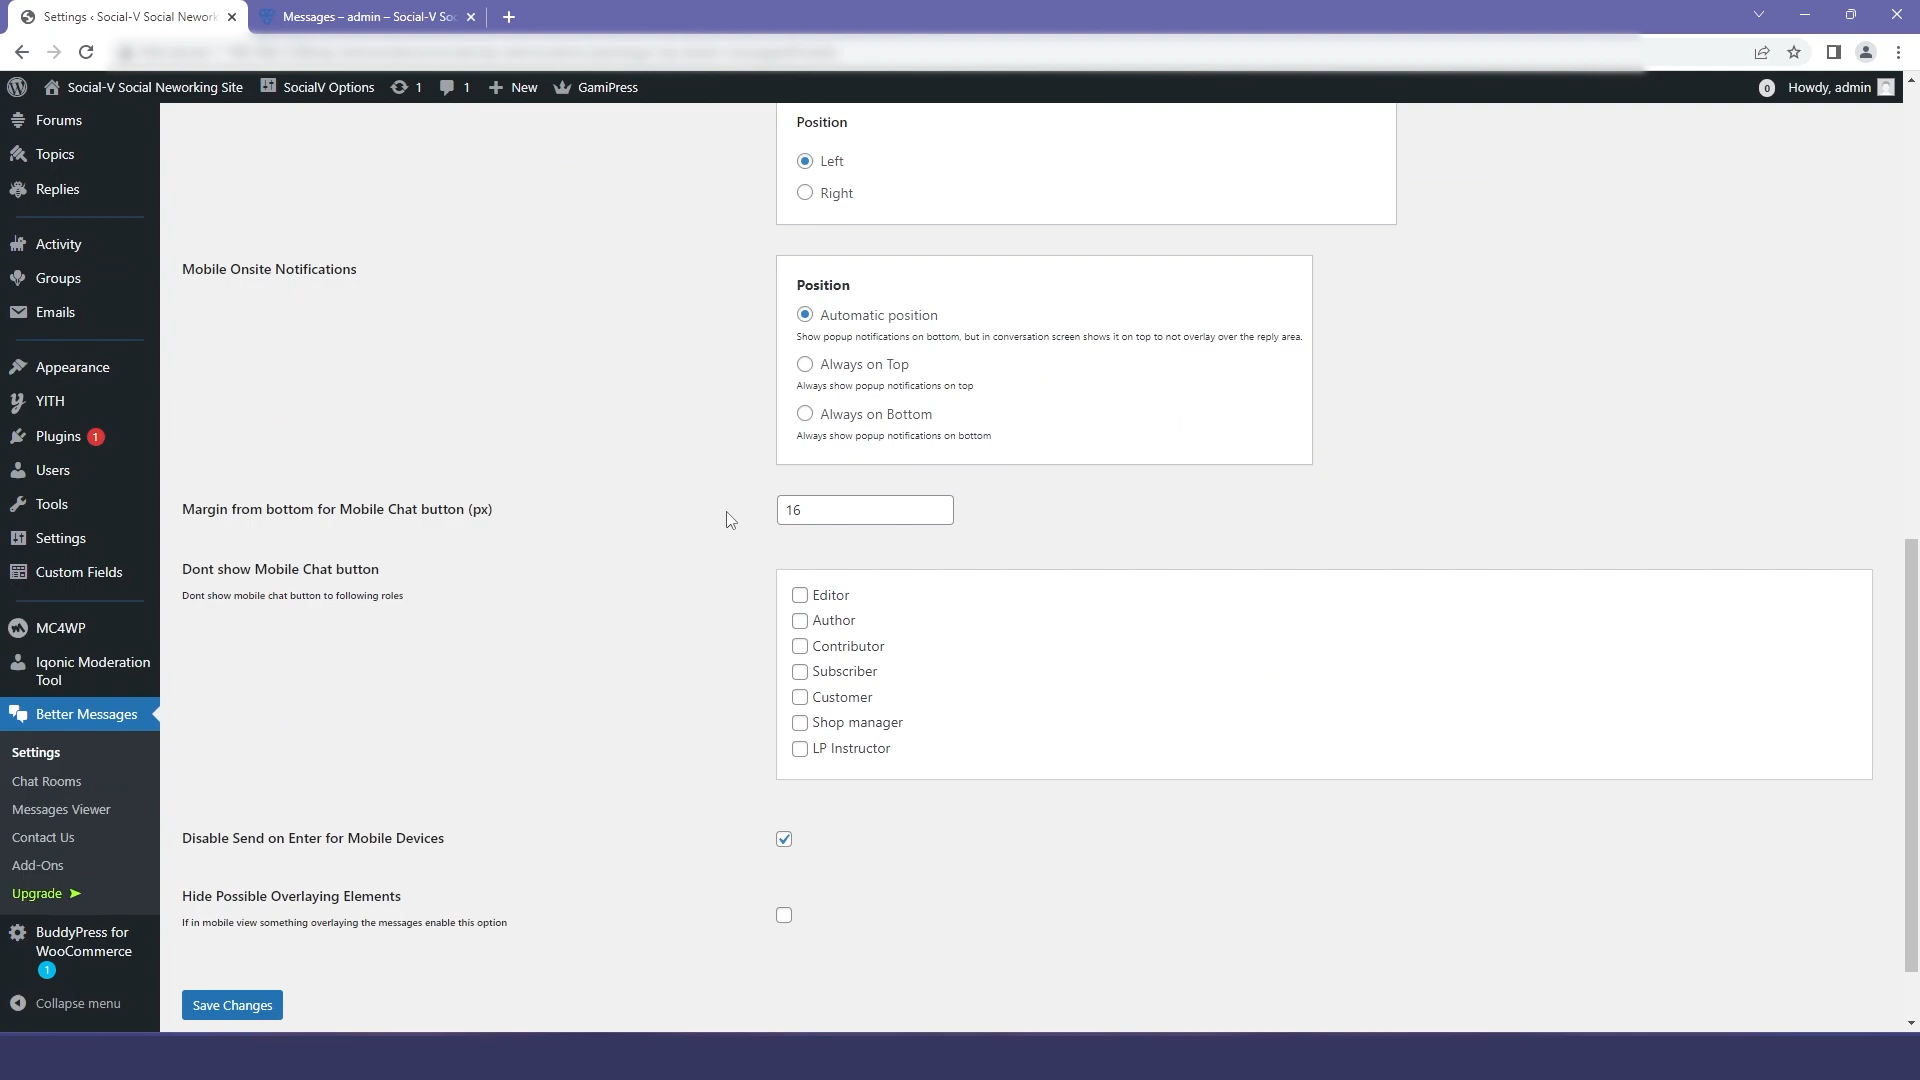 Settings ‹ Social-V Social Nework
Messages – admin – Social-V Soc
Social-V Social Neworking Site
SocialV Options
1
1
New
GamiPress
0
Howdy, admin
Forums
Topics
Replies
Activity
Groups
Emails
Appearance
YITH
Plugins 1
Users
Tools
Settings
Custom Fields
MC4WP
Iqonic Moderation
Tool
Better Messages
Settings
Chat Rooms
Messages Viewer
Contact Us
Add-Ons
Upgrade ➤
BuddyPress for
WooCommerce
1
Collapse menu
Position
Left
Right
Mobile Onsite Notifications
Position
Automatic position
Show popup notifications on bottom, but in conversation screen shows it on top to not overlay over the reply area.
Always on Top
Always show popup notifications on top
Always on Bottom
Always show popup notifications on bottom
Margin from bottom for Mobile Chat button (px)
16
Dont show Mobile Chat button
Dont show mobile chat button to following roles
Editor
Author
Contributor
Subscriber
Customer
Shop manager
LP Instructor
Disable Send on Enter for Mobile Devices
Hide Possible Overlaying Elements
If in mobile view something overlaying the messages enable this option
Save Changes